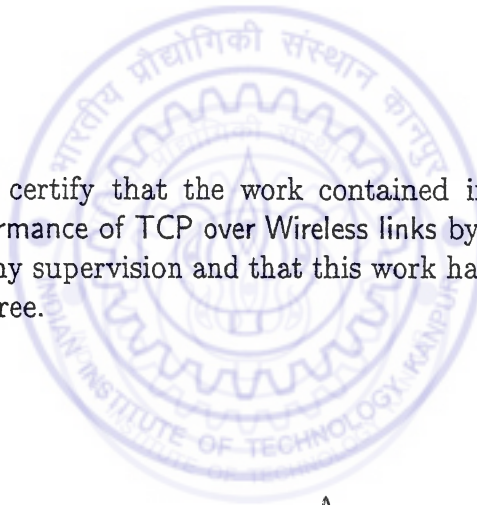 भारतीय प्रौद्योगिकी संस्थान कानपुर
certify that the work contained i
rmance of TCP over Wireless links by
ny supervision and that this work ha
ree.
INDIAN INSTITUTE OF TECHNOLOGY KANPUR